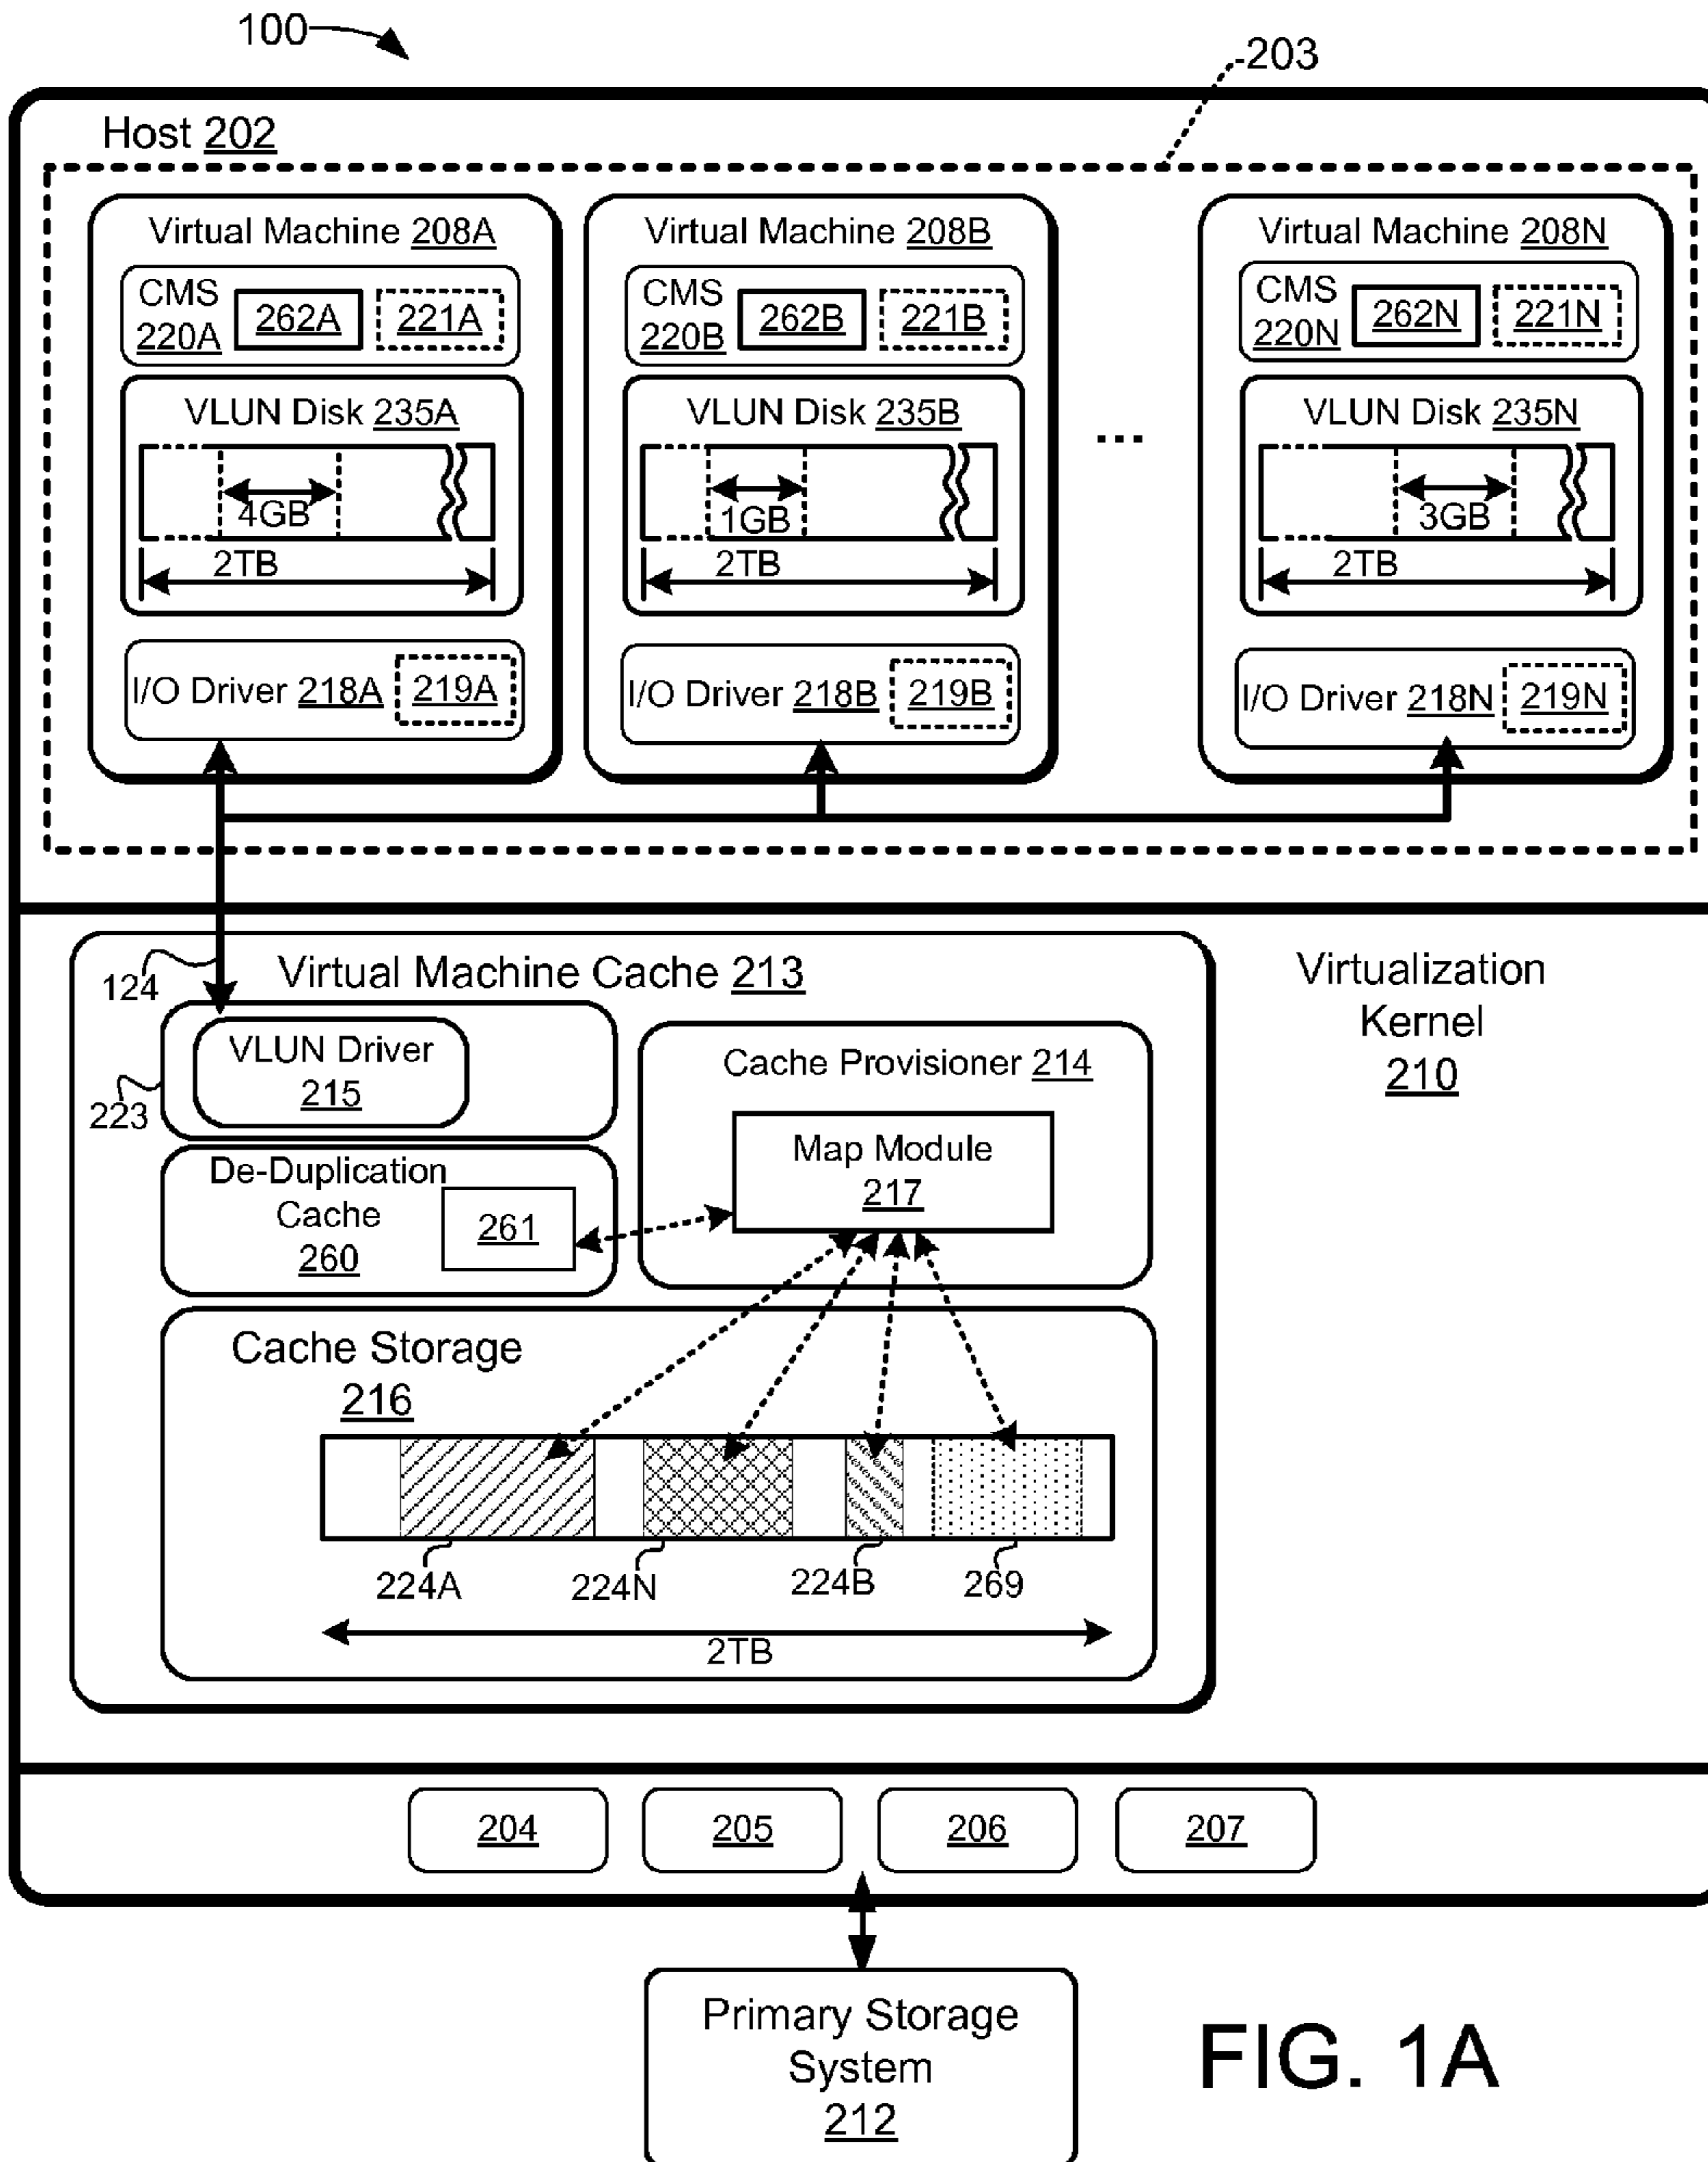 100
203
Host 202
Virtual Machine 208A
CMS
220A
262A
221A
VLUN Disk 235A
4GB
2TB
I/O Driver 218A
219A
Virtual Machine 208B
CMS
220B
262B
221B
VLUN Disk 235B
1GB
2TB
I/O Driver 218B
219B
...
Virtual Machine 208N
CMS
220N
262N
221N
VLUN Disk 235N
3GB
2TB
I/O Driver 218N
219N
124
Virtual Machine Cache 213
Virtualization
Kernel
210
VLUN Driver
215
223
Cache Provisioner 214
Map Module
217
De-Duplication
Cache
260
261
Cache Storage
216
224A
224N
224B
269
2TB
204
205
206
207
Primary Storage
System
212
FIG. 1A